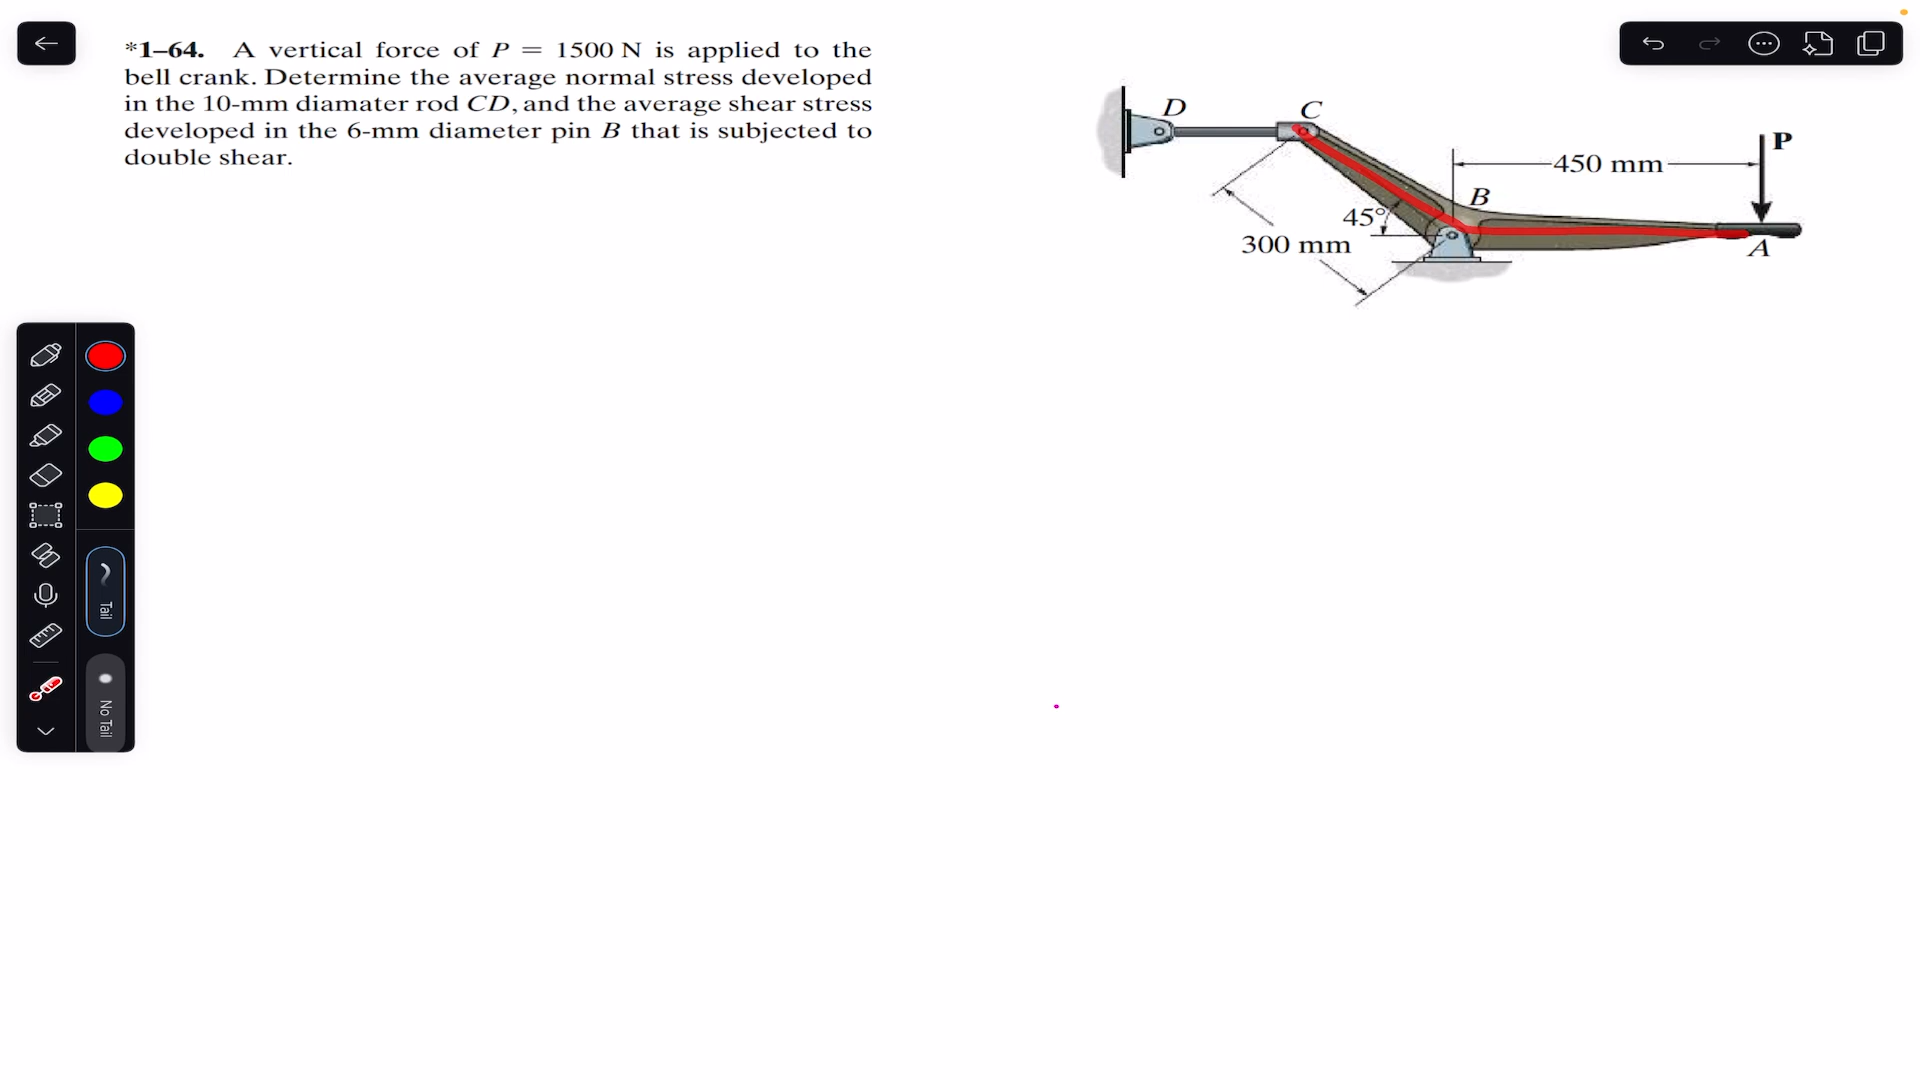 *1–64. A vertical force of P = 1500 N is applied to the
bell crank. Determine the average normal stress developed
in the 10-mm diamater rod CD, and the average shear stress
developed in the 6-mm diameter pin B that is subjected to
double shear.
D
C
P
450 mm
B
45°
300 mm
A
Tail
No Tail